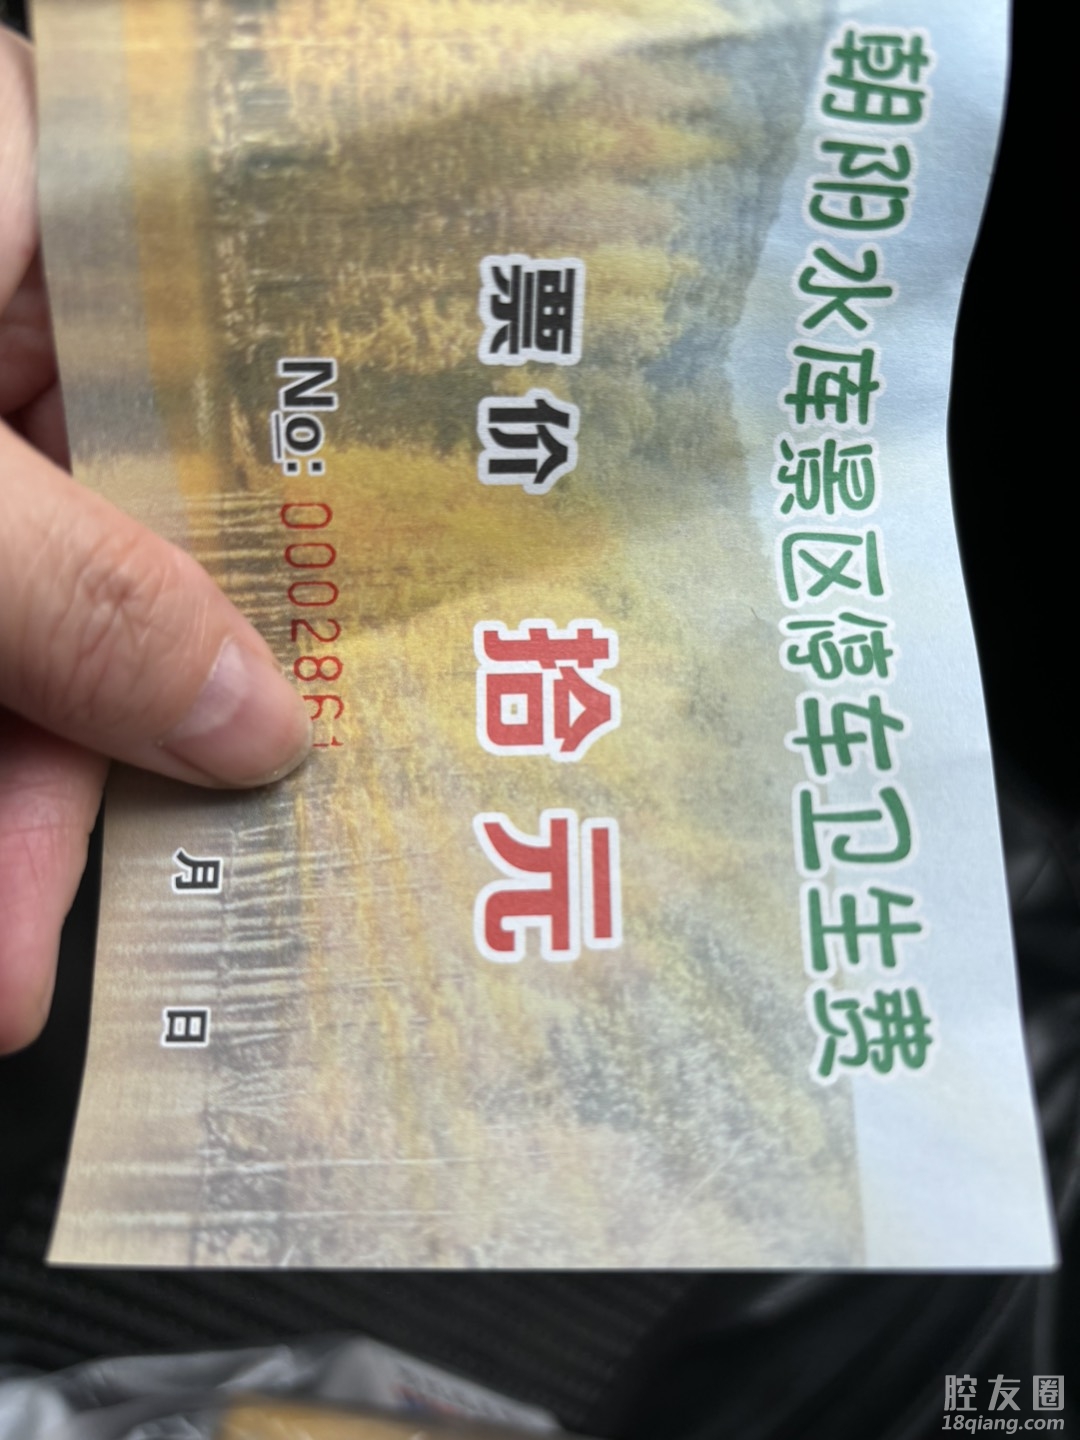 朝阳水库景区停车卫生费
票价 拾元
No: 000286
月 日
腔友圈
18qiang.com